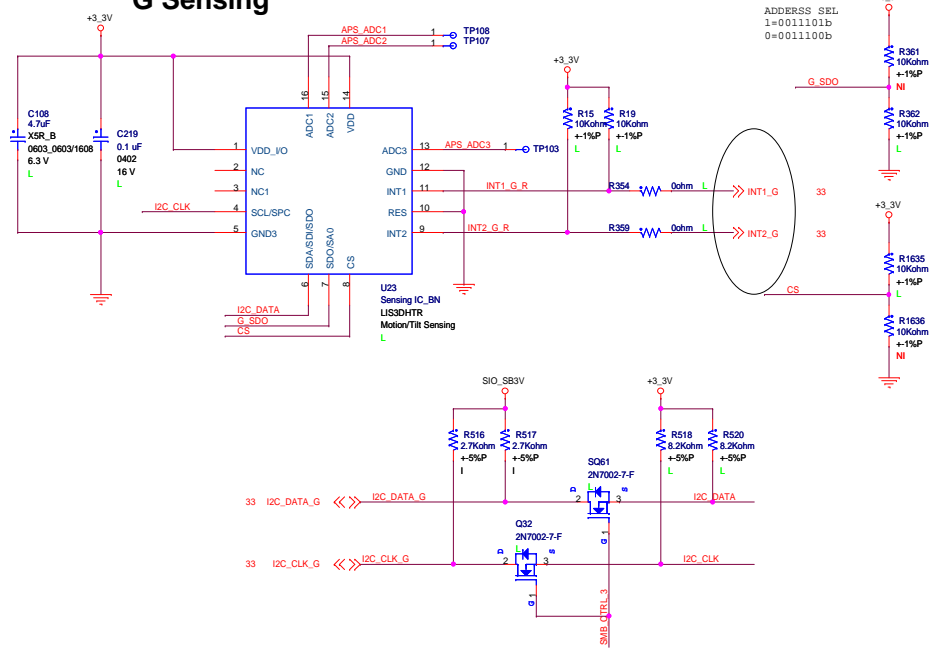 G Sensing
ADDERSS SEL
1=0011101b
0=0011100b
+3_3V
APS_ADC1
1
TP108
APS_ADC2
1
TP107
+3_3V
R361
10Kohm
+-1%P
NI
G_SDO
R362
10Kohm
+-1%P
L
C108
4.7uF
X5R_B
0603_0603/1608
6.3 V
L
C219
0.1 uF
0402
16 V
L
16
15
14
ADC1
ADC2
VDD
1
VDD_I/O
2
NC
3
NC1
I2C_CLK
4
SCL/SPC
5
GND3
ADC3
13
APS_ADC3
1
TP103
GND
12
INT1
11
INT1_G_R
RES
10
INT2
9
INT2_G_R
SDA/SDI/SDO
SDO/SA0
CS
6
7
8
I2C_DATA
G_SDO
CS
U23
Sensing IC_BN
LIS3DHTR
Motion/Tilt Sensing
L
R15
10Kohm
+-1%P
L
R19
10Kohm
+-1%P
L
R354
0ohm
L
INT1_G
33
R359
0ohm
L
INT2_G
33
+3_3V
R1635
10Kohm
+-1%P
L
CS
R1636
10Kohm
+-1%P
NI
SIO_SB3V
+3_3V
R516
2.7Kohm
+-5%P
I
R517
2.7Kohm
+-5%P
I
R518
8.2Kohm
+-5%P
L
R520
8.2Kohm
+-5%P
L
SQ61
2N7002-7-F
L
D
S
2
3
G
1
33
I2C_DATA_G
I2C_DATA_G
I2C_DATA
Q32
2N7002-7-F
L
D
S
2
3
G
1
33
I2C_CLK_G
I2C_CLK_G
I2C_CLK
SMB_CTRL_3